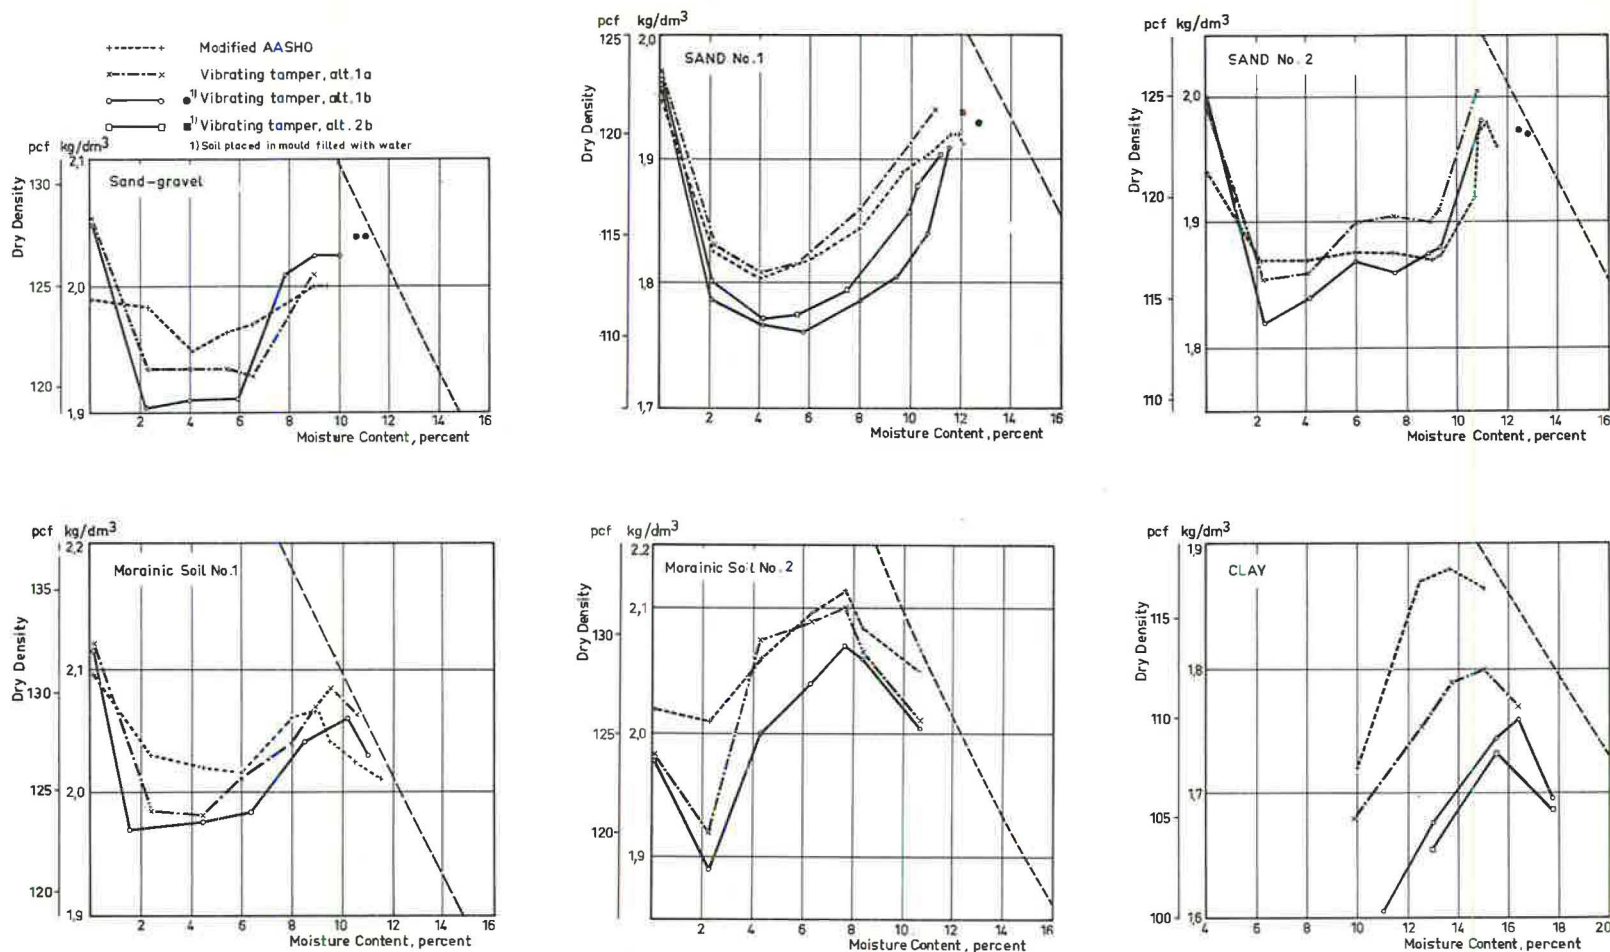 Modified AASHO
Vibrating tamper, alt.1a
1) Vibrating tamper, alt.1b
1) Vibrating tamper, alt. 2b
1) Soil placed in mould filled with water
pcf kg/dm3
Dry Density
Sand-gravel
2,1
130
125
2,0
120
1,9
2 4 6 8 10 12 14 16
Moisture Content, percent
pcf kg/dm3
Dry Density
SAND No.1
125
2,0
120
1,9
115
1,8
110
1,7
2 4 6 8 10 12 14 16
Moisture Content, percent
pcf kg/dm3
Dry Density
SAND No. 2
125
2,0
120
1,9
115
1,8
110
2 4 6 8 10 12 14 16
Moisture Content, percent
pcf kg/dm3
Dry Density
Morainic Soil No.1
2,2
135
2,1
130
125
2,0
120
1,9
2 4 6 8 10 12 14 16
Moisture Content, percent
pcf kg/dm3
Dry Density
Morainic Soil No. 2
2,2
2,1
130
125
2,0
120
1,9
2 4 6 8 10 12 14 16
Moisture Content, percent
pcf kg/dm3
Dry Density
CLAY
1,9
115
1,8
110
1,7
105
100
1,6
4 6 8 10 12 14 16 18 20
Moisture Content, percent